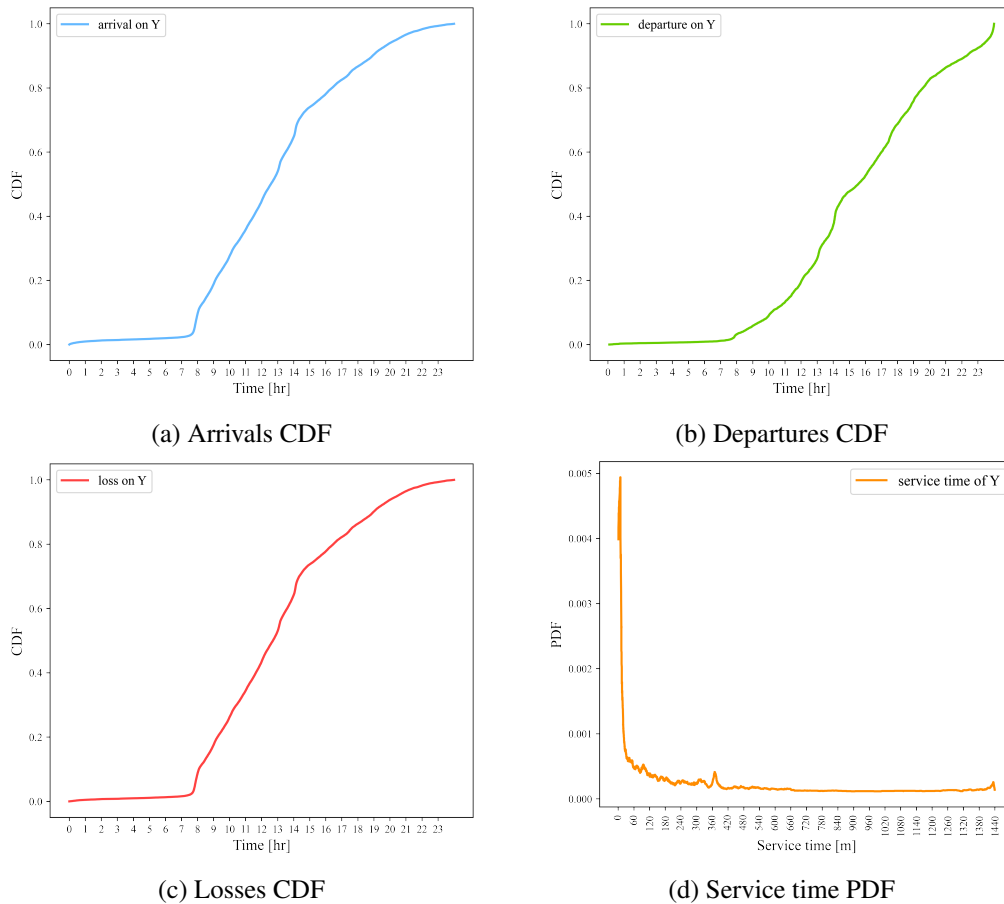 arrival on Y
CDF
1.0
0.8
0.6
0.4
0.2
0.0
0 1 2 3 4 5 6 7 8 9 10 11 12 13 14 15 16 17 18 19 20 21 22 23
Time [hr]
(a) Arrivals CDF
departure on Y
CDF
1.0
0.8
0.6
0.4
0.2
0.0
0 1 2 3 4 5 6 7 8 9 10 11 12 13 14 15 16 17 18 19 20 21 22 23
Time [hr]
(b) Departures CDF
loss on Y
CDF
1.0
0.8
0.6
0.4
0.2
0.0
0 1 2 3 4 5 6 7 8 9 10 11 12 13 14 15 16 17 18 19 20 21 22 23
Time [hr]
(c) Losses CDF
service time of Y
PDF
0.005
0.004
0.003
0.002
0.001
0.000
0 60 120 180 240 300 360 420 480 540 600 660 720 780 840 900 960 1020 1080 1140 1200 1260 1320 1380 1440
Service time [m]
(d) Service time PDF